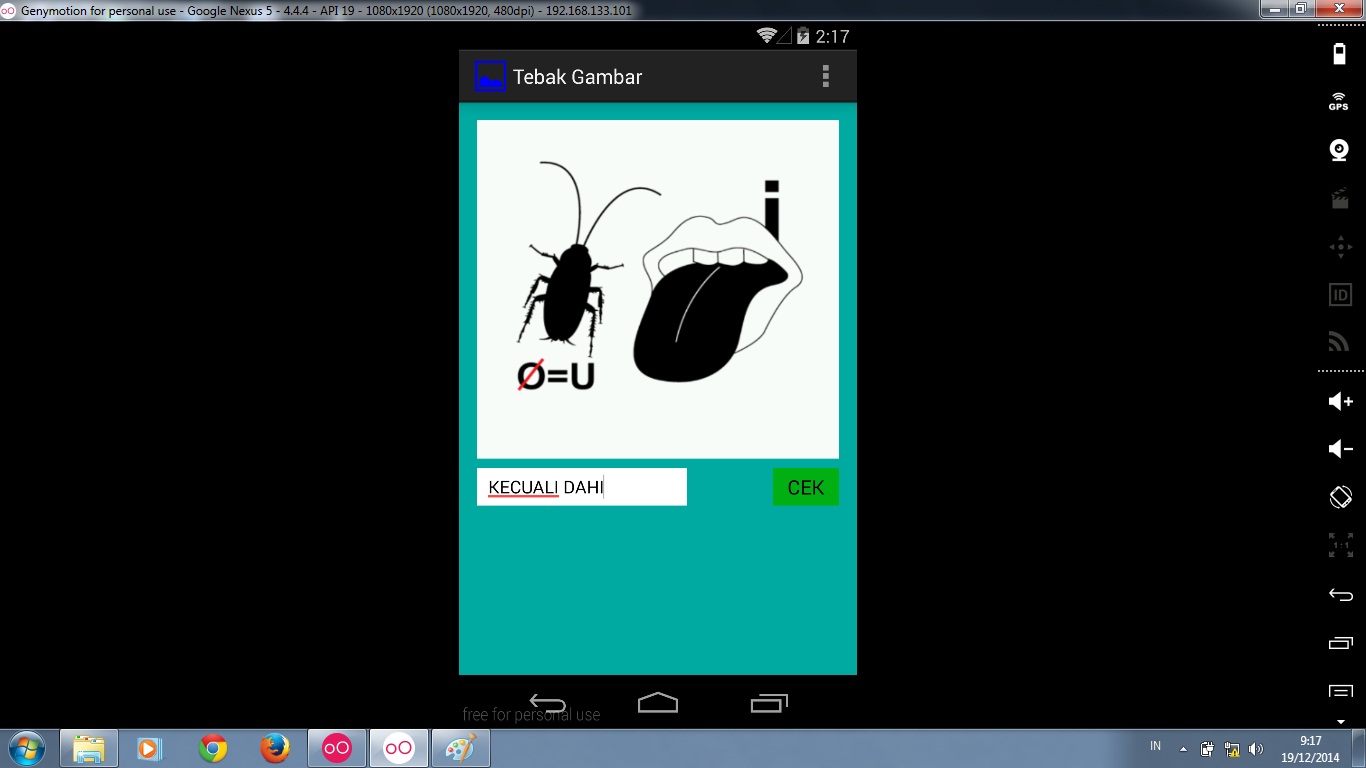 Genymotion for personal use - Google Nexus 5 - 4.4.4 - API 19 - 1080x1920 (1080x1920, 480dpi) - 192.168.133.101
2:17
Tebak Gambar
i
O=U
KECUALI DAHI
CEK
free for personal use
GPS
ID
1:1
IN
9:17
19/12/2014